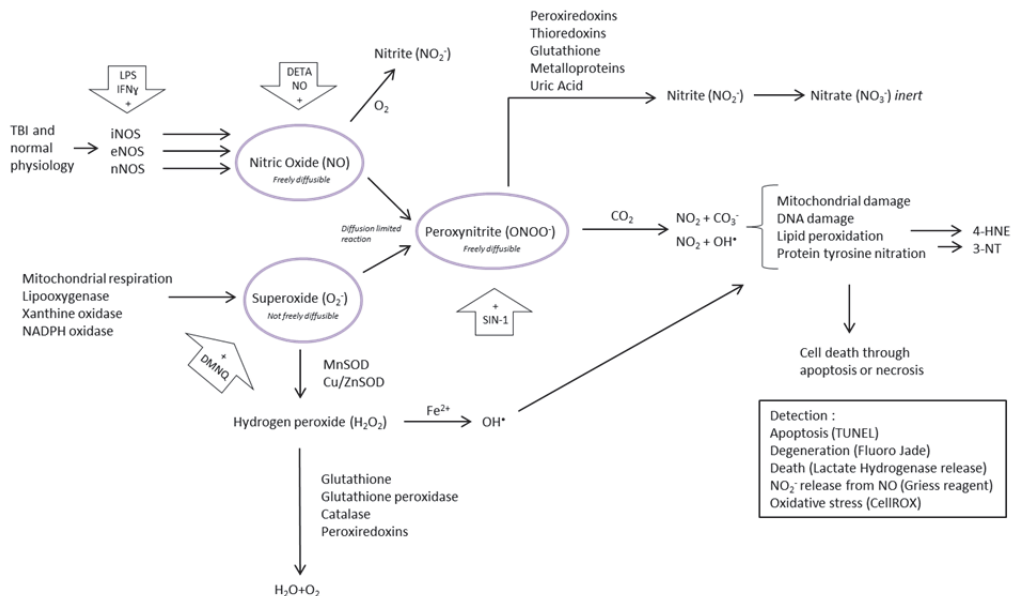 Peroxiredoxins
Thioredoxins
Glutathione
Metalloproteins
Uric Acid
Nitrite (NO₂⁻)
LPS
IFNɣ
+
DETA
NO
+
O₂
Nitrite (NO₂⁻)
Nitrate (NO₃⁻) inert
TBI and
normal
physiology
iNOS
eNOS
nNOS
Nitric Oxide (NO)
Freely diffusible
Diffusion limited
reaction
Peroxynitrite (ONOO⁻)
Freely diffusible
CO₂
NO₂ + CO₃⁻
NO₂ + OH•
Mitochondrial damage
DNA damage
Lipid peroxidation
Protein tyrosine nitration
4-HNE
3-NT
Mitochondrial respiration
Lipooxygenase
Xanthine oxidase
NADPH oxidase
Superoxide (O₂⁻)
Not freely diffusible
+
SIN-1
+
DMNQ
MnSOD
Cu/ZnSOD
Cell death through
apoptosis or necrosis
Hydrogen peroxide (H₂O₂)
Fe²⁺
OH•
Detection :
Apoptosis (TUNEL)
Degeneration (Fluoro Jade)
Death (Lactate Hydrogenase release)
NO₂⁻ release from NO (Griess reagent)
Oxidative stress (CellROX)
Glutathione
Glutathione peroxidase
Catalase
Peroxiredoxins
H₂O+O₂